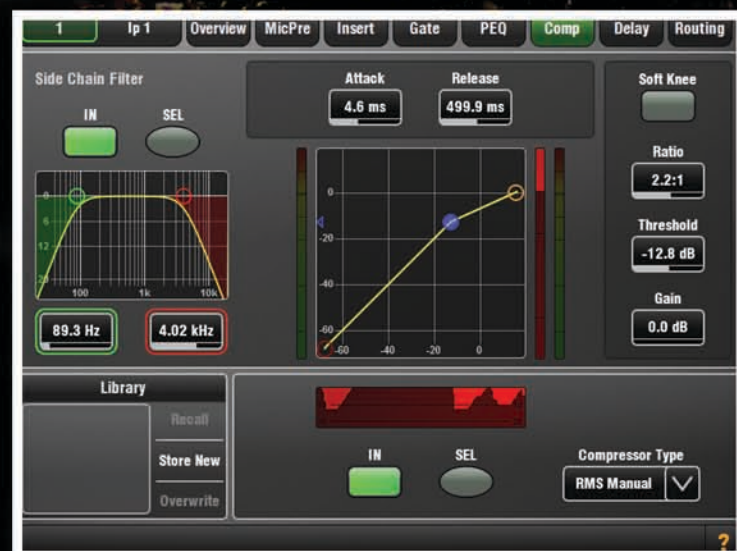 1 Ip 1 Overview MicPre Insert Gate PEQ Comp Delay Routing
Side Chain Filter
IN SEL
0
6
12
100 1k 10k
89.3 Hz 4.02 kHz
Attack Release
4.6 ms 499.9 ms
0
-20
-40
-60
-60 -40 -20 0
Soft Knee
Ratio
2.2:1
Threshold
-12.8 dB
Gain
0.0 dB
Library
Recall
Store New
Overwrite
IN SEL
Compressor Type
RMS Manual
?